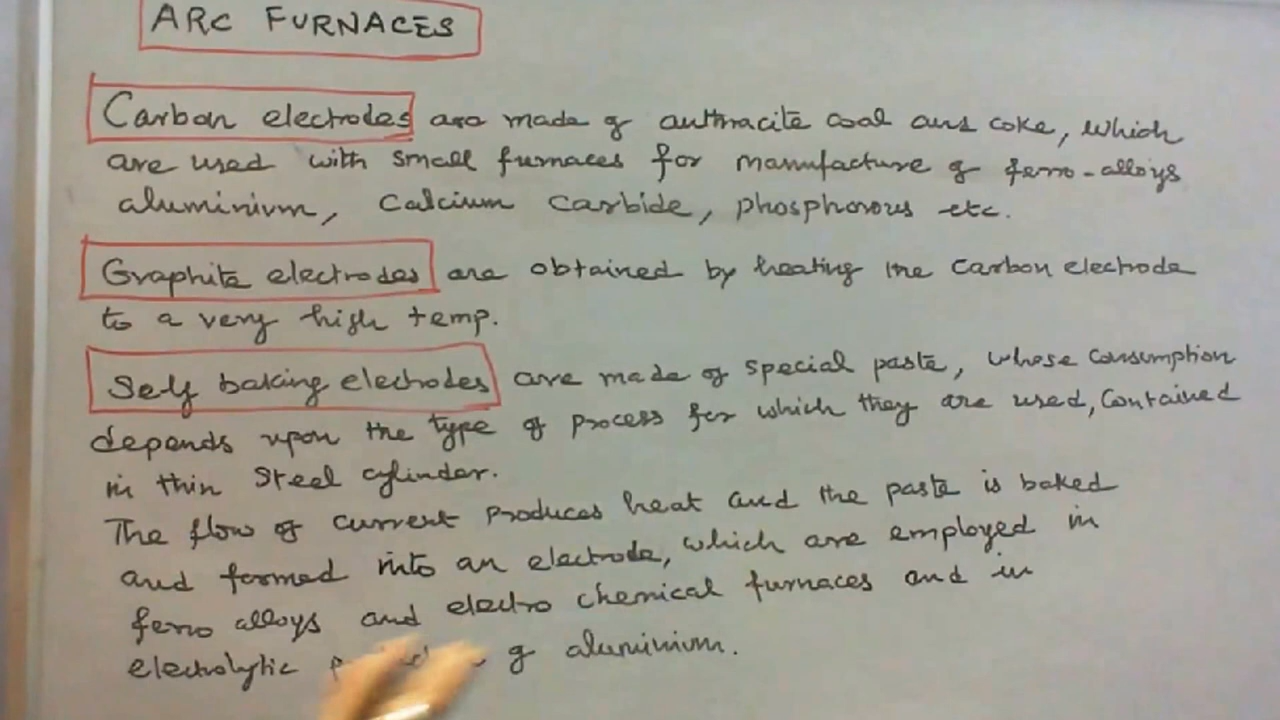 ARC FURNACES
Carbon electrodes are made of anthracite coal and coke, which
are used with small furnaces for manufacture of ferro-alloys
aluminium, calcium carbide, phosphorous etc.
Graphite electrodes are obtained by heating the carbon electrode
to a very high temp.
Self baking electrodes are made of special paste, whose consumption
depends upon the type of process for which they are used, contained
in thin steel cylinder.
The flow of current produces heat and the paste is baked
and formed into an electrode, which are employed in
ferro alloys and electro chemical furnaces and in
electrolytic of aluminium.